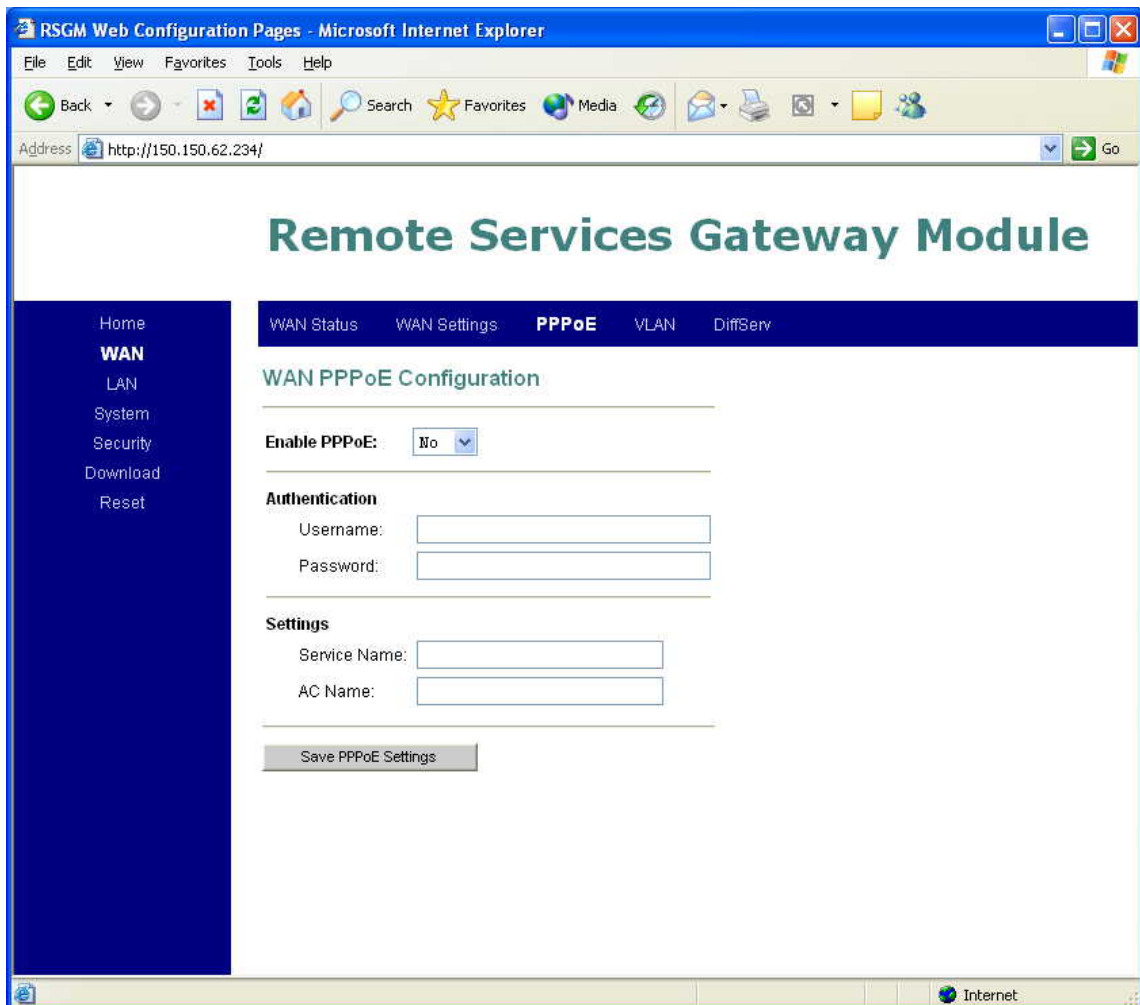 RSGM Web Configuration Pages - Microsoft Internet Explorer
File Edit View Favorites Tools Help
Back Search Favorites Media
Address http://150.150.62.234/ Go
Remote Services Gateway Module
Home
WAN
LAN
System
Security
Download
Reset
WAN Status WAN Settings PPPoE VLAN DiffServ
WAN PPPoE Configuration
Enable PPPoE: No
Authentication
Username:
Password:
Settings
Service Name:
AC Name:
Save PPPoE Settings
Internet